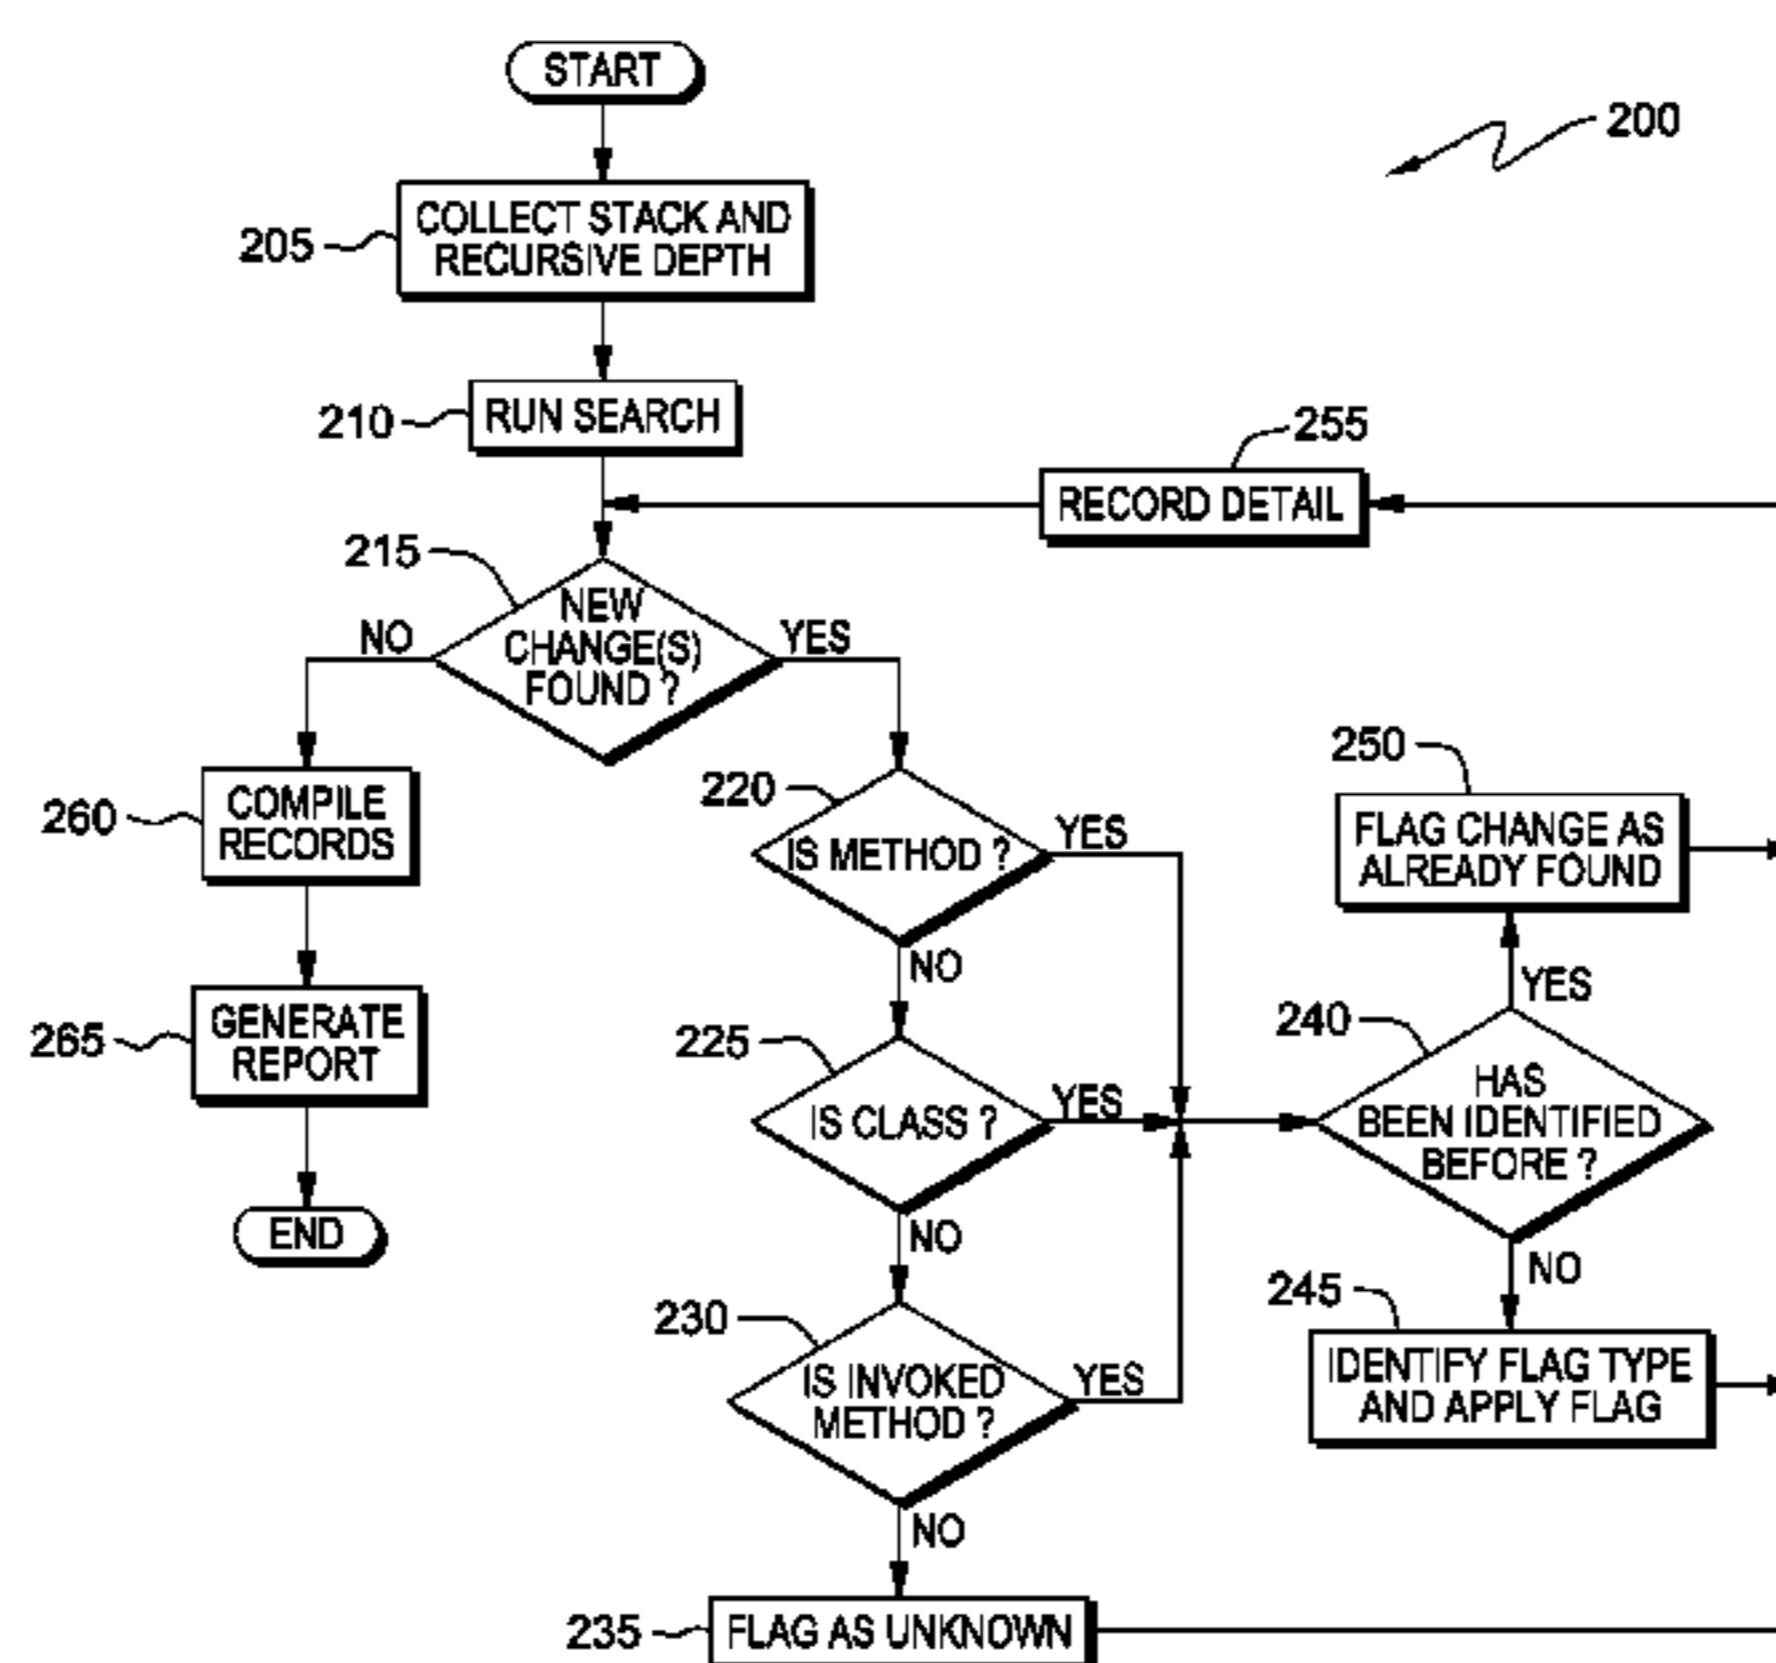 START
200
COLLECT STACK AND
RECURSIVE DEPTH
205
RUN SEARCH
210
255
RECORD DETAIL
215
NEW
CHANGE(S)
FOUND ?
NO
YES
250
220
260
COMPILE
RECORDS
IS METHOD ?
YES
FLAG CHANGE AS
ALREADY FOUND
NO
YES
265
GENERATE
REPORT
225
240
IS CLASS ?
YES
HAS
BEEN IDENTIFIED
BEFORE ?
END
NO
NO
230
245
IS INVOKED
METHOD ?
YES
IDENTIFY FLAG TYPE
AND APPLY FLAG
NO
235
FLAG AS UNKNOWN